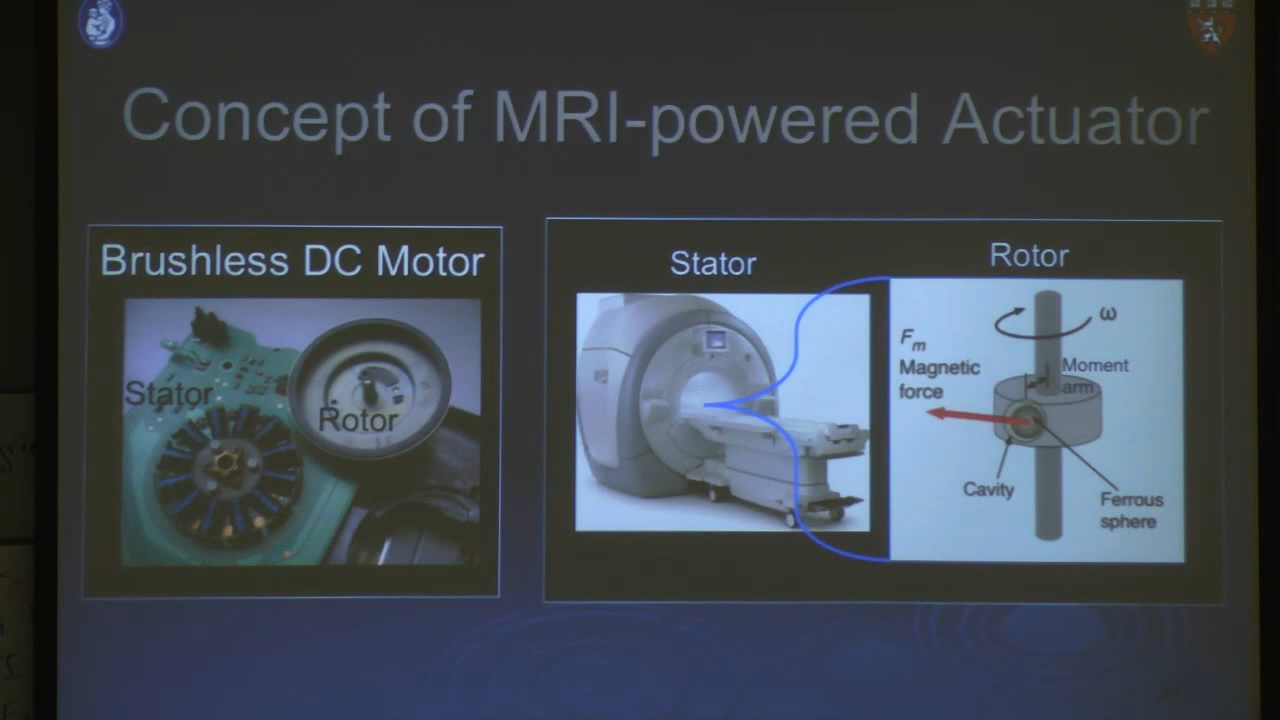 Concept of MRI-powered Actuator
Brushless DC Motor
Stator
Rotor
Stator
Rotor
ω
Fm
Magnetic
force
Moment
arm
Cavity
Ferrous
sphere